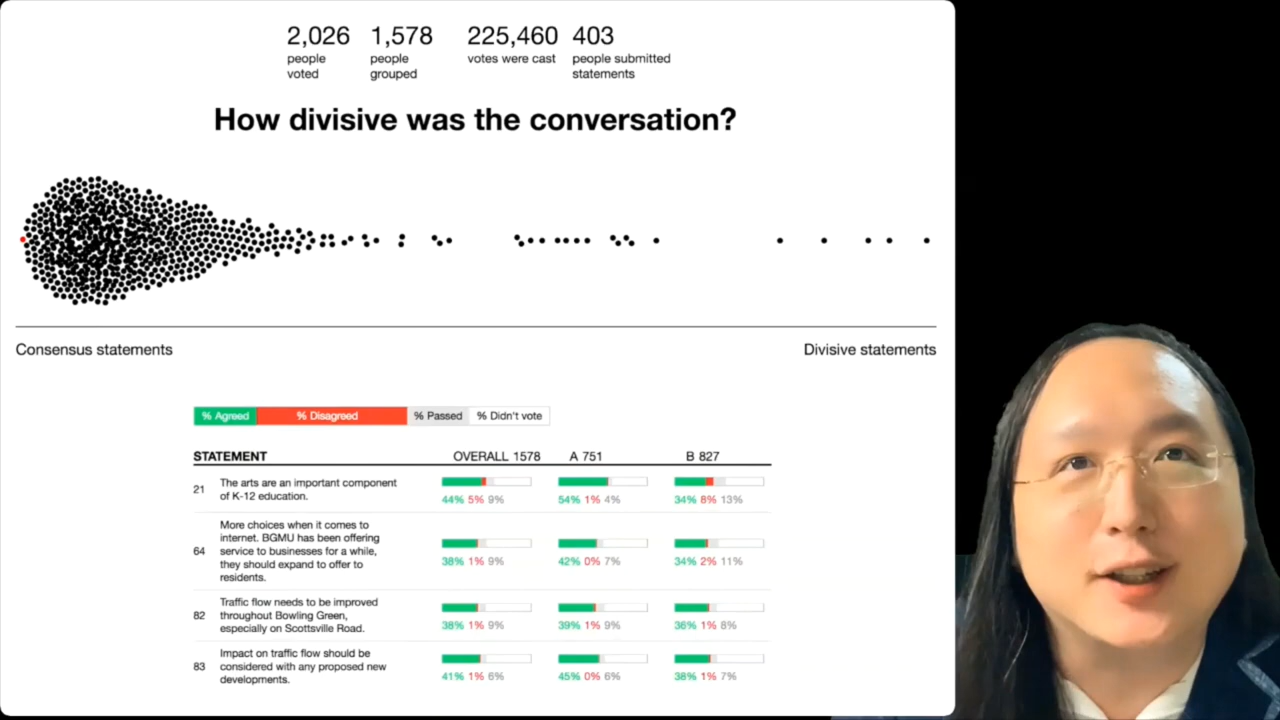 2,026 1,578 225,460 403
people voted people grouped votes were cast people submitted statements
How divisive was the conversation?
Consensus statements Divisive statements
% Agreed % Disagreed % Passed % Didn't vote
STATEMENT OVERALL 1578 A 751 B 827
21 The arts are an important component
of K-12 education.
44% 5% 9% 54% 1% 4% 34% 8% 13%
64 More choices when it comes to
internet. BGMU has been offering
service to businesses for a while,
they should expand to offer to
residents.
38% 1% 9% 42% 0% 7% 34% 2% 11%
82 Traffic flow needs to be improved
throughout Bowling Green,
especially on Scottsville Road.
38% 1% 9% 39% 1% 9% 36% 1% 8%
83 Impact on traffic flow should be
considered with any proposed new
developments.
41% 1% 6% 45% 0% 6% 38% 1% 7%